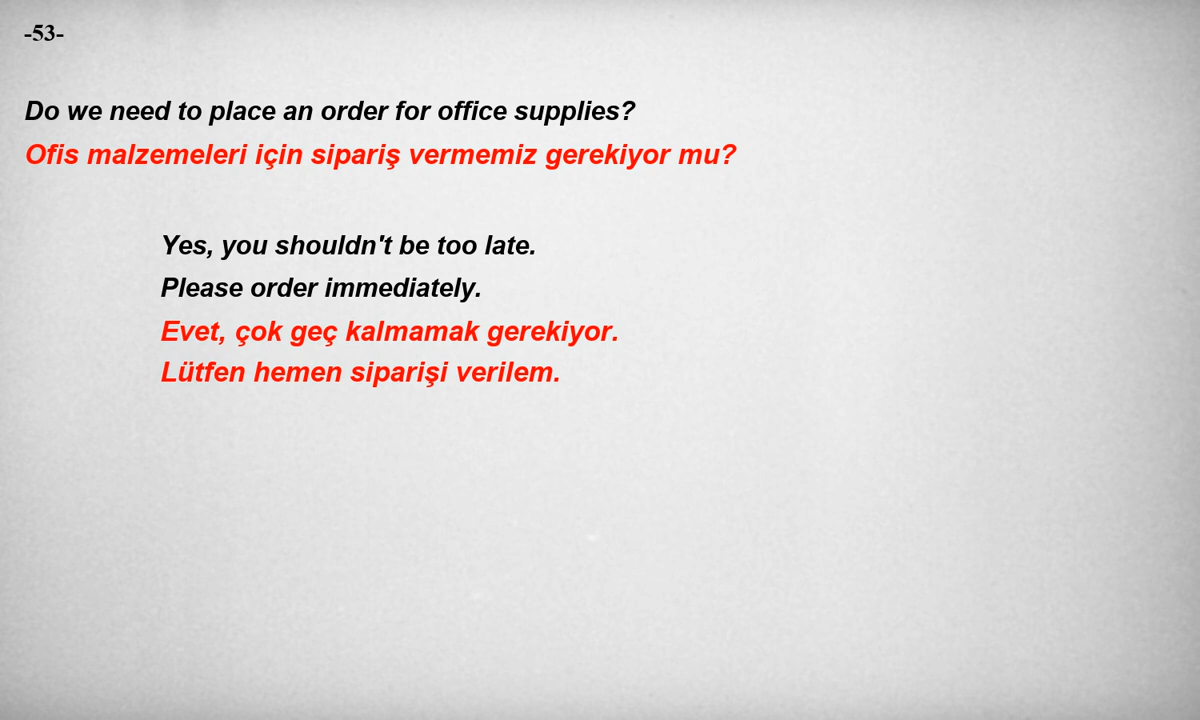 -53-
Do we need to place an order for office supplies?
Ofis malzemeleri için sipariş vermemiz gerekiyor mu?
Yes, you shouldn't be too late.
Please order immediately.
Evet, çok geç kalmamak gerekiyor.
Lütfen hemen siparişi verilem.